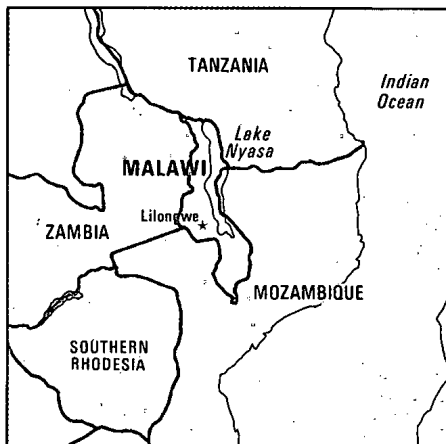 TANZANIA
Indian
Ocean
Lake
Nyasa
MALAWI
Lilongwe
ZAMBIA
MOZAMBIQUE
SOUTHERN
RHODESIA